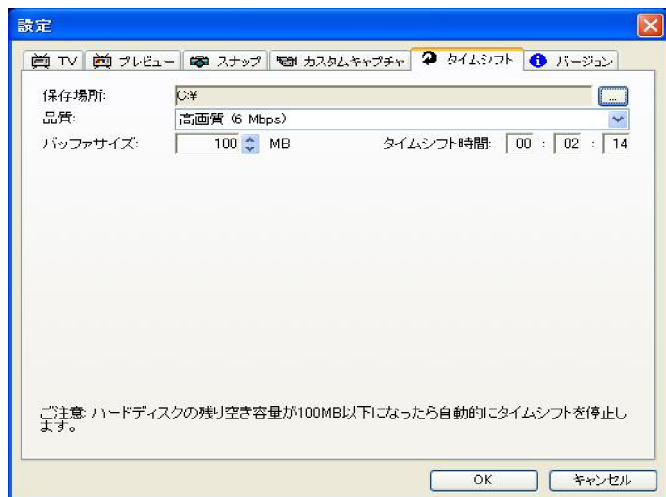 設定
TV プレビュー スナップ カスタムキャプチャ タイムシフト バージョン
保存場所: C:¥ ...
品質: 高画質 (6 Mbps)
バッファサイズ: 100 MB タイムシフト時間: 00 : 02 : 14
ご注意: ハードディスクの残り空き容量が100MB以下になったら自動的にタイムシフトを停止し
ます。
OK キャンセル